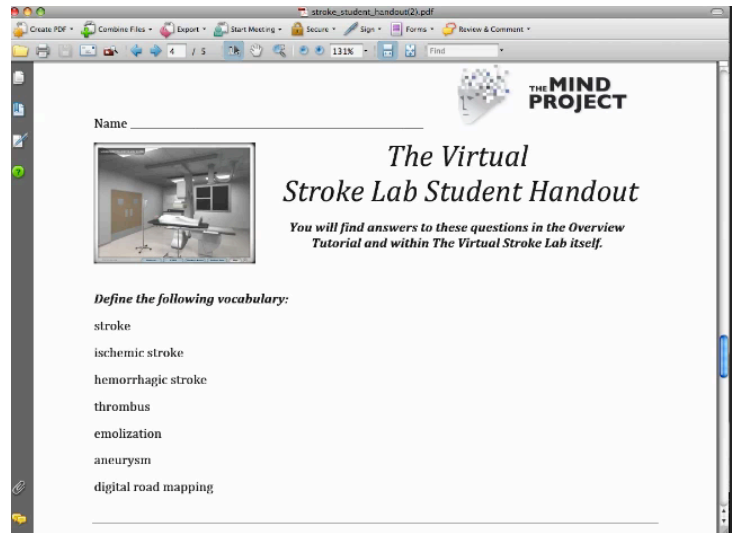 stroke_student_handout(2).pdf
Create PDF Combine Files Export Start Meeting Secure Sign Forms Review & Comment
4 / 5 131% Find
THE MIND
PROJECT
Name
The Virtual
Stroke Lab Student Handout
You will find answers to these questions in the Overview
Tutorial and within The Virtual Stroke Lab itself.
Define the following vocabulary:
stroke
ischemic stroke
hemorrhagic stroke
thrombus
emolization
aneurysm
digital road mapping